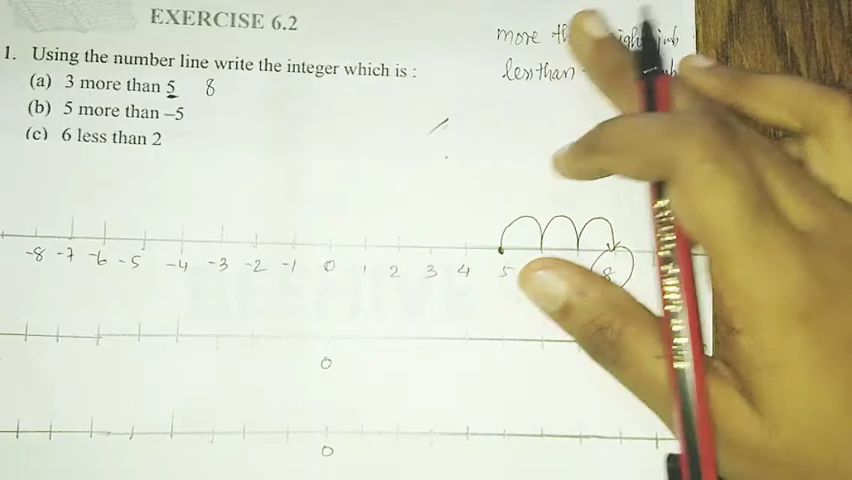 EXERCISE 6.2
more
less than
1. Using the number line write the integer which is :
(a) 3 more than 5 8
(b) 5 more than –5
(c) 6 less than 2
-8 -7 -6 -5 -4 -3 -2 -1 0 1 2 3 4 5 8
0
0